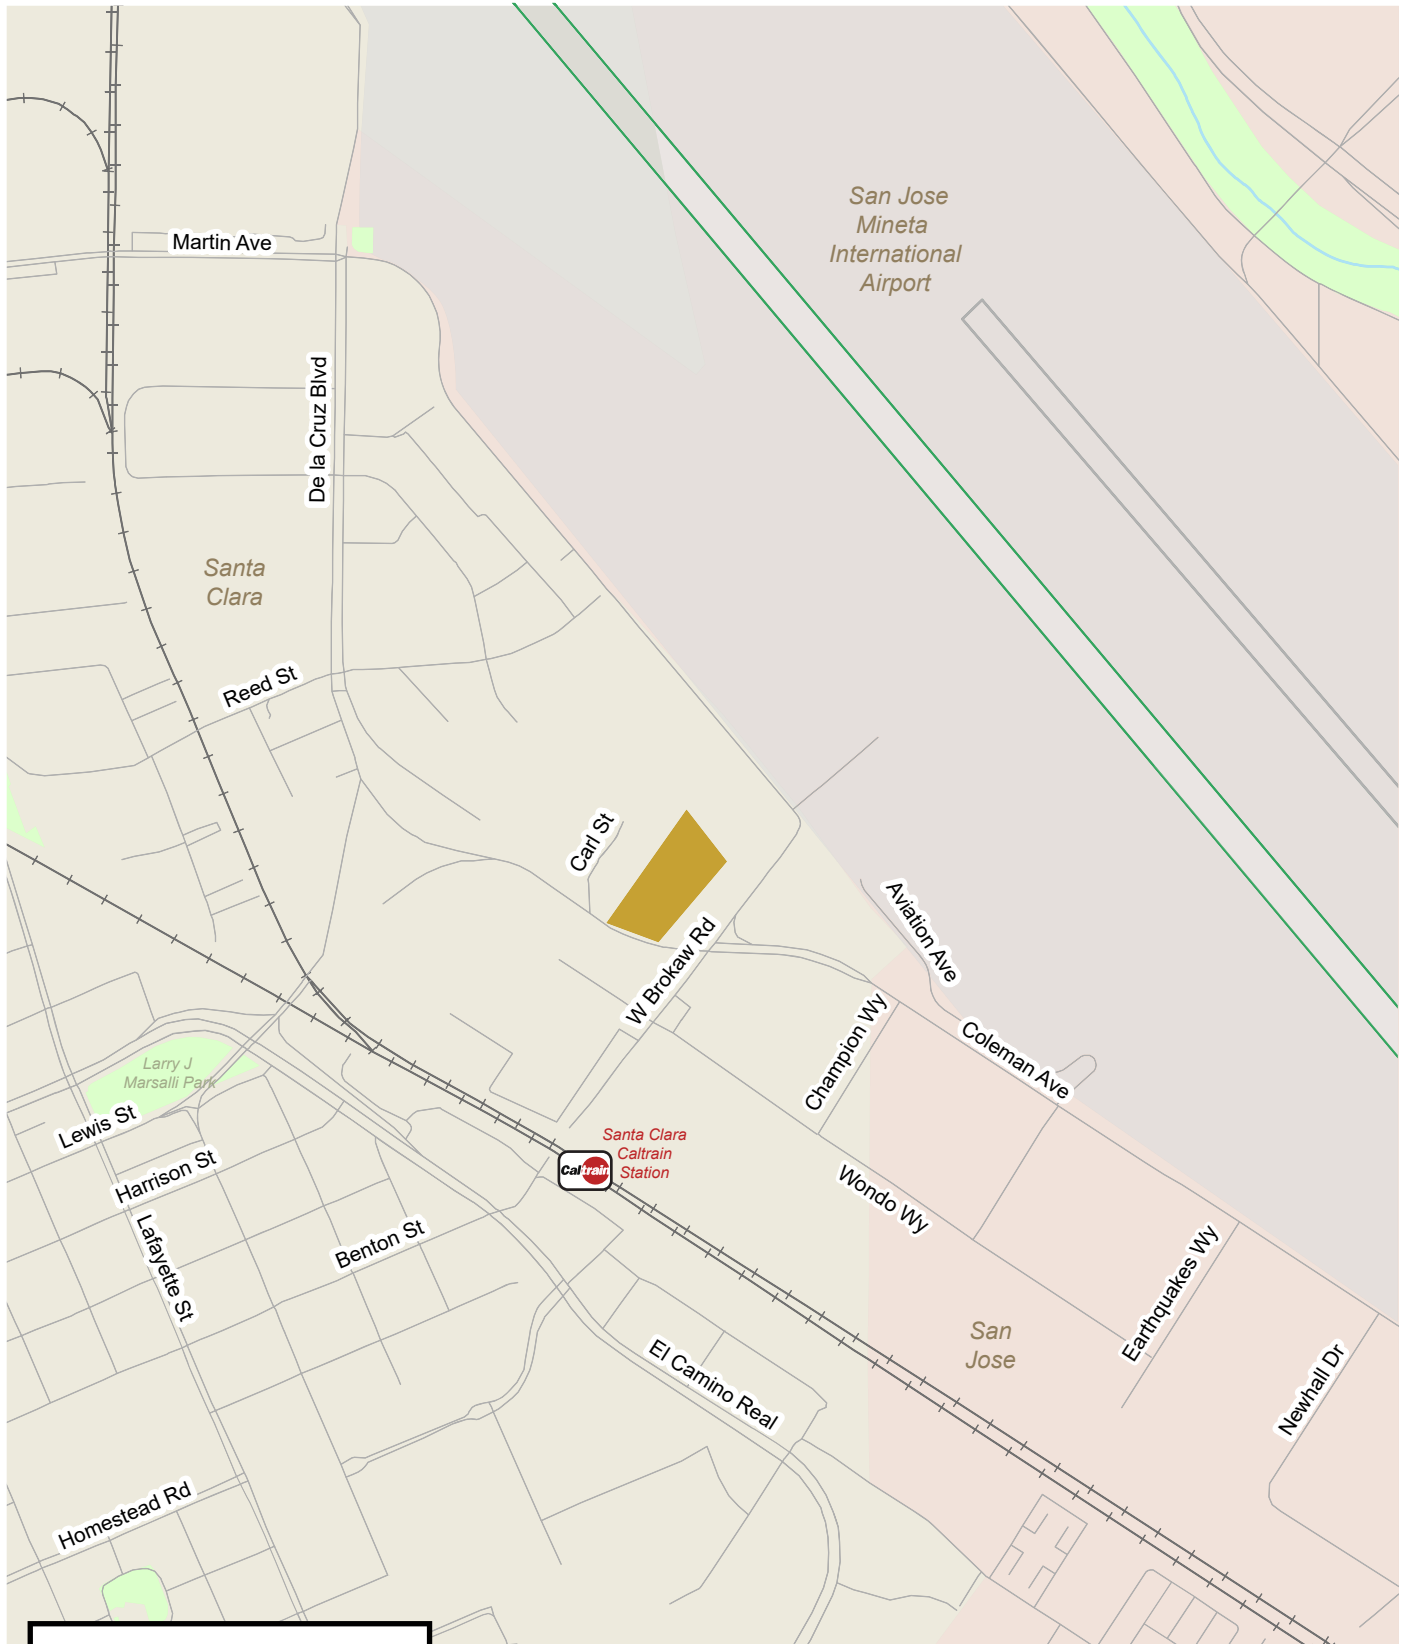 San Jose
Mineta
International
Airport
Martin Ave
De la Cruz Blvd
Santa
Clara
Reed St
Carl St
Aviation Ave
W Brokaw Rd
Champion Wy
Coleman Ave
Larry J
Marsalli Park
Lewis St
Harrison St
Santa Clara
Caltrain
Station
Caltrain
Wondo Wy
Lafayette St
Benton St
Earthquakes Wy
San
Jose
El Camino Real
Newhall Dr
Homestead Rd